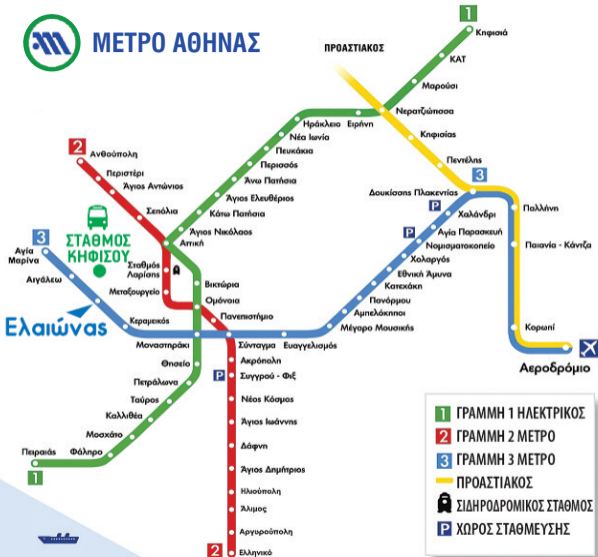 ΜΕΤΡΟ ΑΘΗΝΑΣ
ΠΡΟΑΣΤΙΑΚΟΣ
1
Κηφισιά
ΚΑΤ
Μαρούσι
Νερατζιώτισσα
Ειρήνη
Ηράκλειο
Νέα Ιωνία
Πευκάκια
Περισσός
Άνω Πατήσια
Άγιος Ελευθέριος
Κάτω Πατήσια
Άγιος Νικόλαος
Αττική
Κηφισίας
Πεντέλης
2
Ανθούπολη
Περιστέρι
Άγιος Αντώνιος
Σεπόλια
ΣΤΑΘΜΟΣ
ΚΗΦΙΣΟΥ
3
Αγία
Μαρίνα
Αιγάλεω
Ελαιώνας
Κεραμεικός
Σταθμός
Λαρίσης
Μεταξουργείο
Βικτώρια
Ομόνοια
Πανεπιστήμιο
Μοναστηράκι
Σύνταγμα
Ευαγγελισμός
Μέγαρο Μουσικής
Αμπελόκηποι
Πανόρμου
Κατεχάκη
Εθνική Άμυνα
Χολαργός
Νομισματοκοπείο
P
Αγία Παρασκευή
P
Χαλάνδρι
Δουκίσσης Πλακεντίας
3
Παλλήνη
Παιανία - Κάντζα
Κορωπί
Αεροδρόμιο
Θησείο
Πετράλωνα
Ταύρος
Καλλιθέα
Μοσχάτο
Φάληρο
Πειραιάς
1
Ακρόπολη
P
Συγγρού - Φιξ
Νέος Κόσμος
Άγιος Ιωάννης
Δάφνη
Άγιος Δημήτριος
Ηλιούπολη
Άλιμος
Αργυρούπολη
2
Ελληνικό
1 ΓΡΑΜΜΗ 1 ΗΛΕΚΤΡΙΚΟΣ
2 ΓΡΑΜΜΗ 2 ΜΕΤΡΟ
3 ΓΡΑΜΜΗ 3 ΜΕΤΡΟ
ΠΡΟΑΣΤΙΑΚΟΣ
ΣΙΔΗΡΟΔΡΟΜΙΚΟΣ ΣΤΑΘΜΟΣ
P ΧΩΡΟΣ ΣΤΑΘΜΕΥΣΗΣ